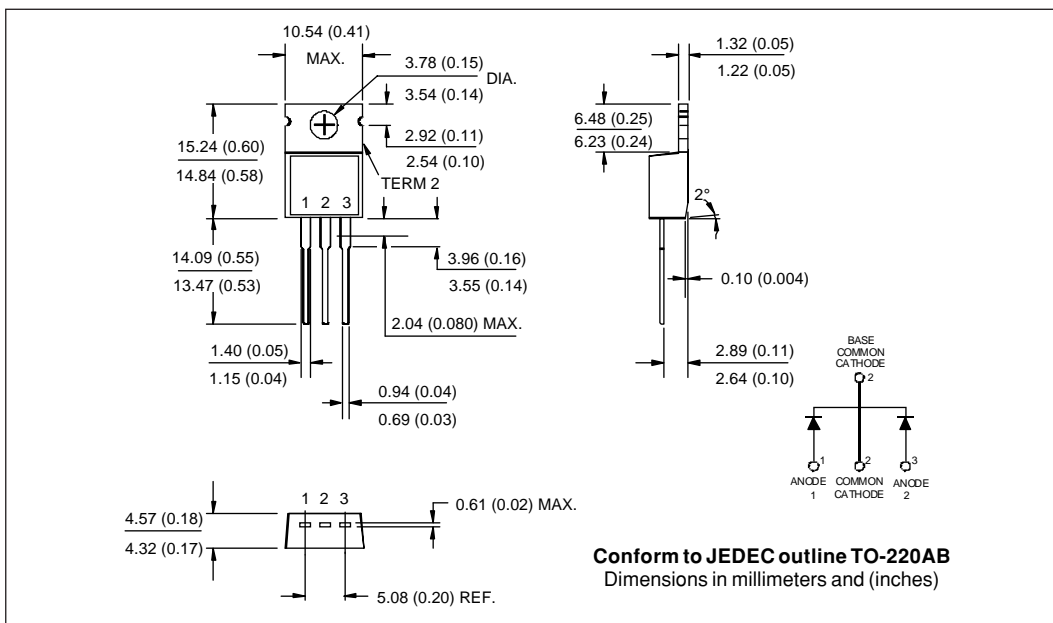 10.54 (0.41)
MAX.
3.78 (0.15)
3.54 (0.14)
DIA.
2.92 (0.11)
2.54 (0.10)
TERM 2
15.24 (0.60)
14.84 (0.58)
1 2 3
14.09 (0.55)
13.47 (0.53)
3.96 (0.16)
3.55 (0.14)
2.04 (0.080) MAX.
1.40 (0.05)
1.15 (0.04)
0.94 (0.04)
0.69 (0.03)
1.32 (0.05)
1.22 (0.05)
6.48 (0.25)
6.23 (0.24)
2°
0.10 (0.004)
2.89 (0.11)
2.64 (0.10)
BASE
COMMON
CATHODE
2
1 2 3
ANODE COMMON ANODE
1 CATHODE 2
1 2 3
0.61 (0.02) MAX.
4.57 (0.18)
4.32 (0.17)
5.08 (0.20) REF.
Conform to JEDEC outline TO-220AB
Dimensions in millimeters and (inches)